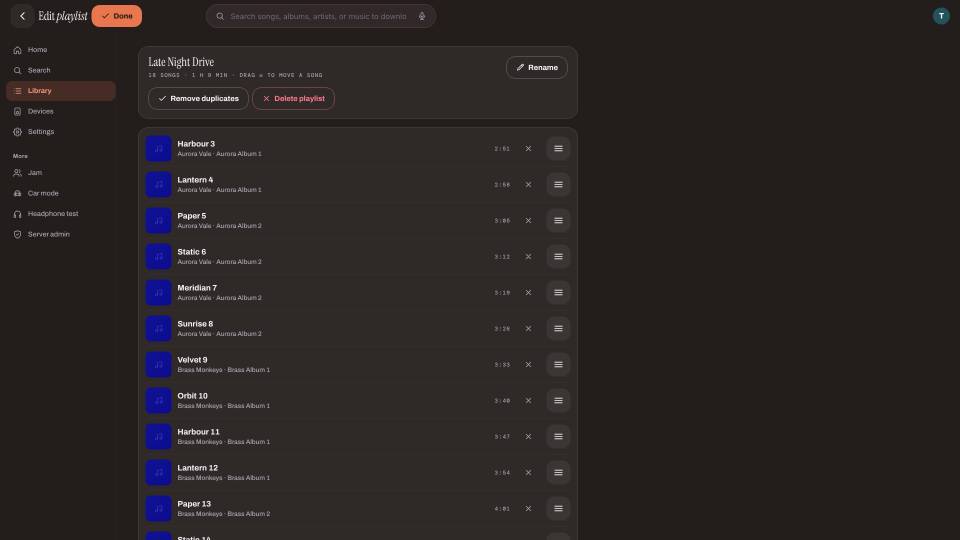 Edit playlist
Done
Search songs, albums, artists, or music to downlo
T
Home
Search
Library
Devices
Settings
More
Jam
Car mode
Headphone test
Server admin
Late Night Drive
18 SONGS · 1 H 9 MIN · DRAG ≡ TO MOVE A SONG
Rename
Remove duplicates
Delete playlist
Harbour 3
Aurora Vale · Aurora Album 1
2:51
Lantern 4
Aurora Vale · Aurora Album 1
2:58
Paper 5
Aurora Vale · Aurora Album 2
3:05
Static 6
Aurora Vale · Aurora Album 2
3:12
Meridian 7
Aurora Vale · Aurora Album 2
3:19
Sunrise 8
Aurora Vale · Aurora Album 2
3:26
Velvet 9
Brass Monkeys · Brass Album 1
3:33
Orbit 10
Brass Monkeys · Brass Album 1
3:40
Harbour 11
Brass Monkeys · Brass Album 1
3:47
Lantern 12
Brass Monkeys · Brass Album 1
3:54
Paper 13
Brass Monkeys · Brass Album 2
4:01
Static 14